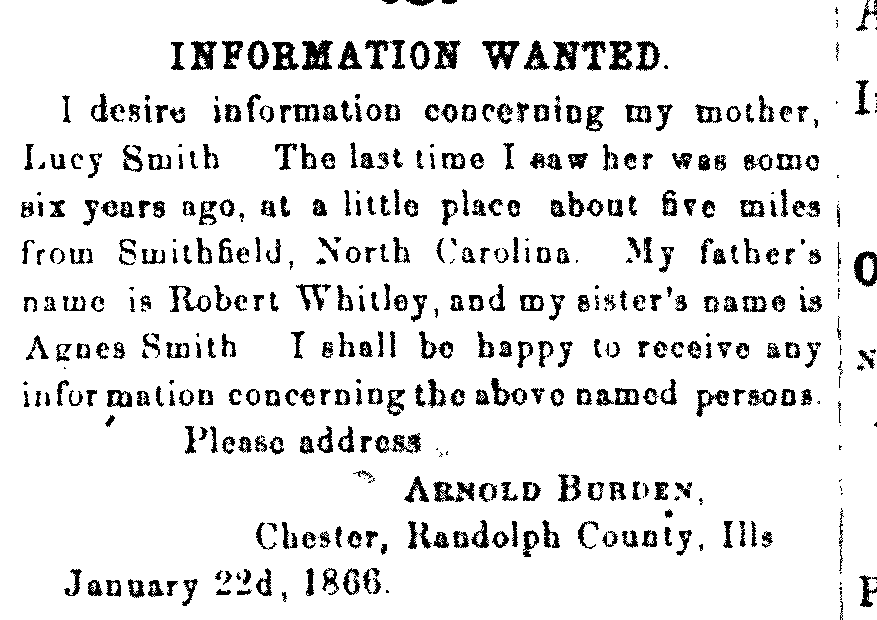 INFORMATION WANTED.
I desire information concerning my mother,
Lucy Smith The last time I saw her was some
six years ago, at a little place about five miles
from Smithfield, North Carolina. My father's
name is Robert Whitley, and my sister's name is
Agnes Smith I shall be happy to receive any
information concerning the above named persons.
Please address
ARNOLD BURDEN,
Chester, Randolph County, Ills
January 22d, 1866.